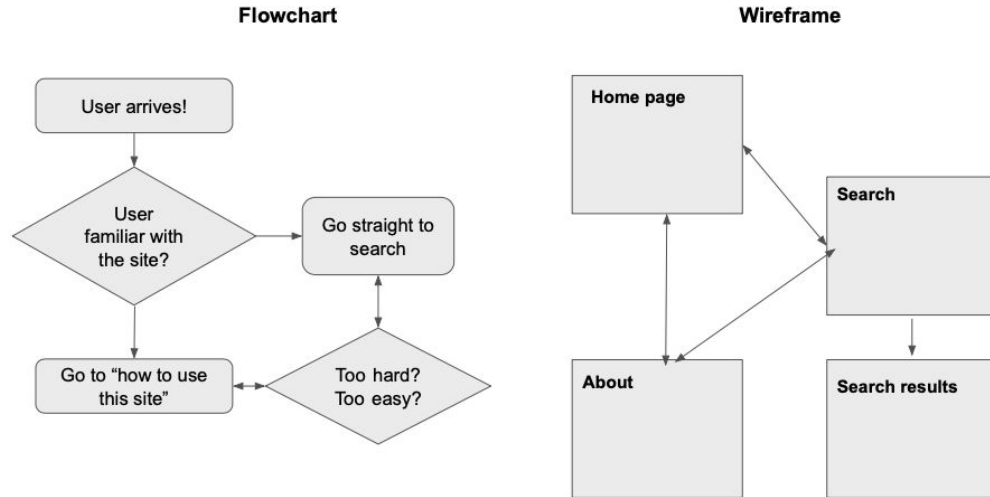 Flowchart
User arrives!
User
familiar with
the site?
Go straight to
search
Go to “how to use
this site”
Too hard?
Too easy?
Wireframe
Home page
Search
About
Search results